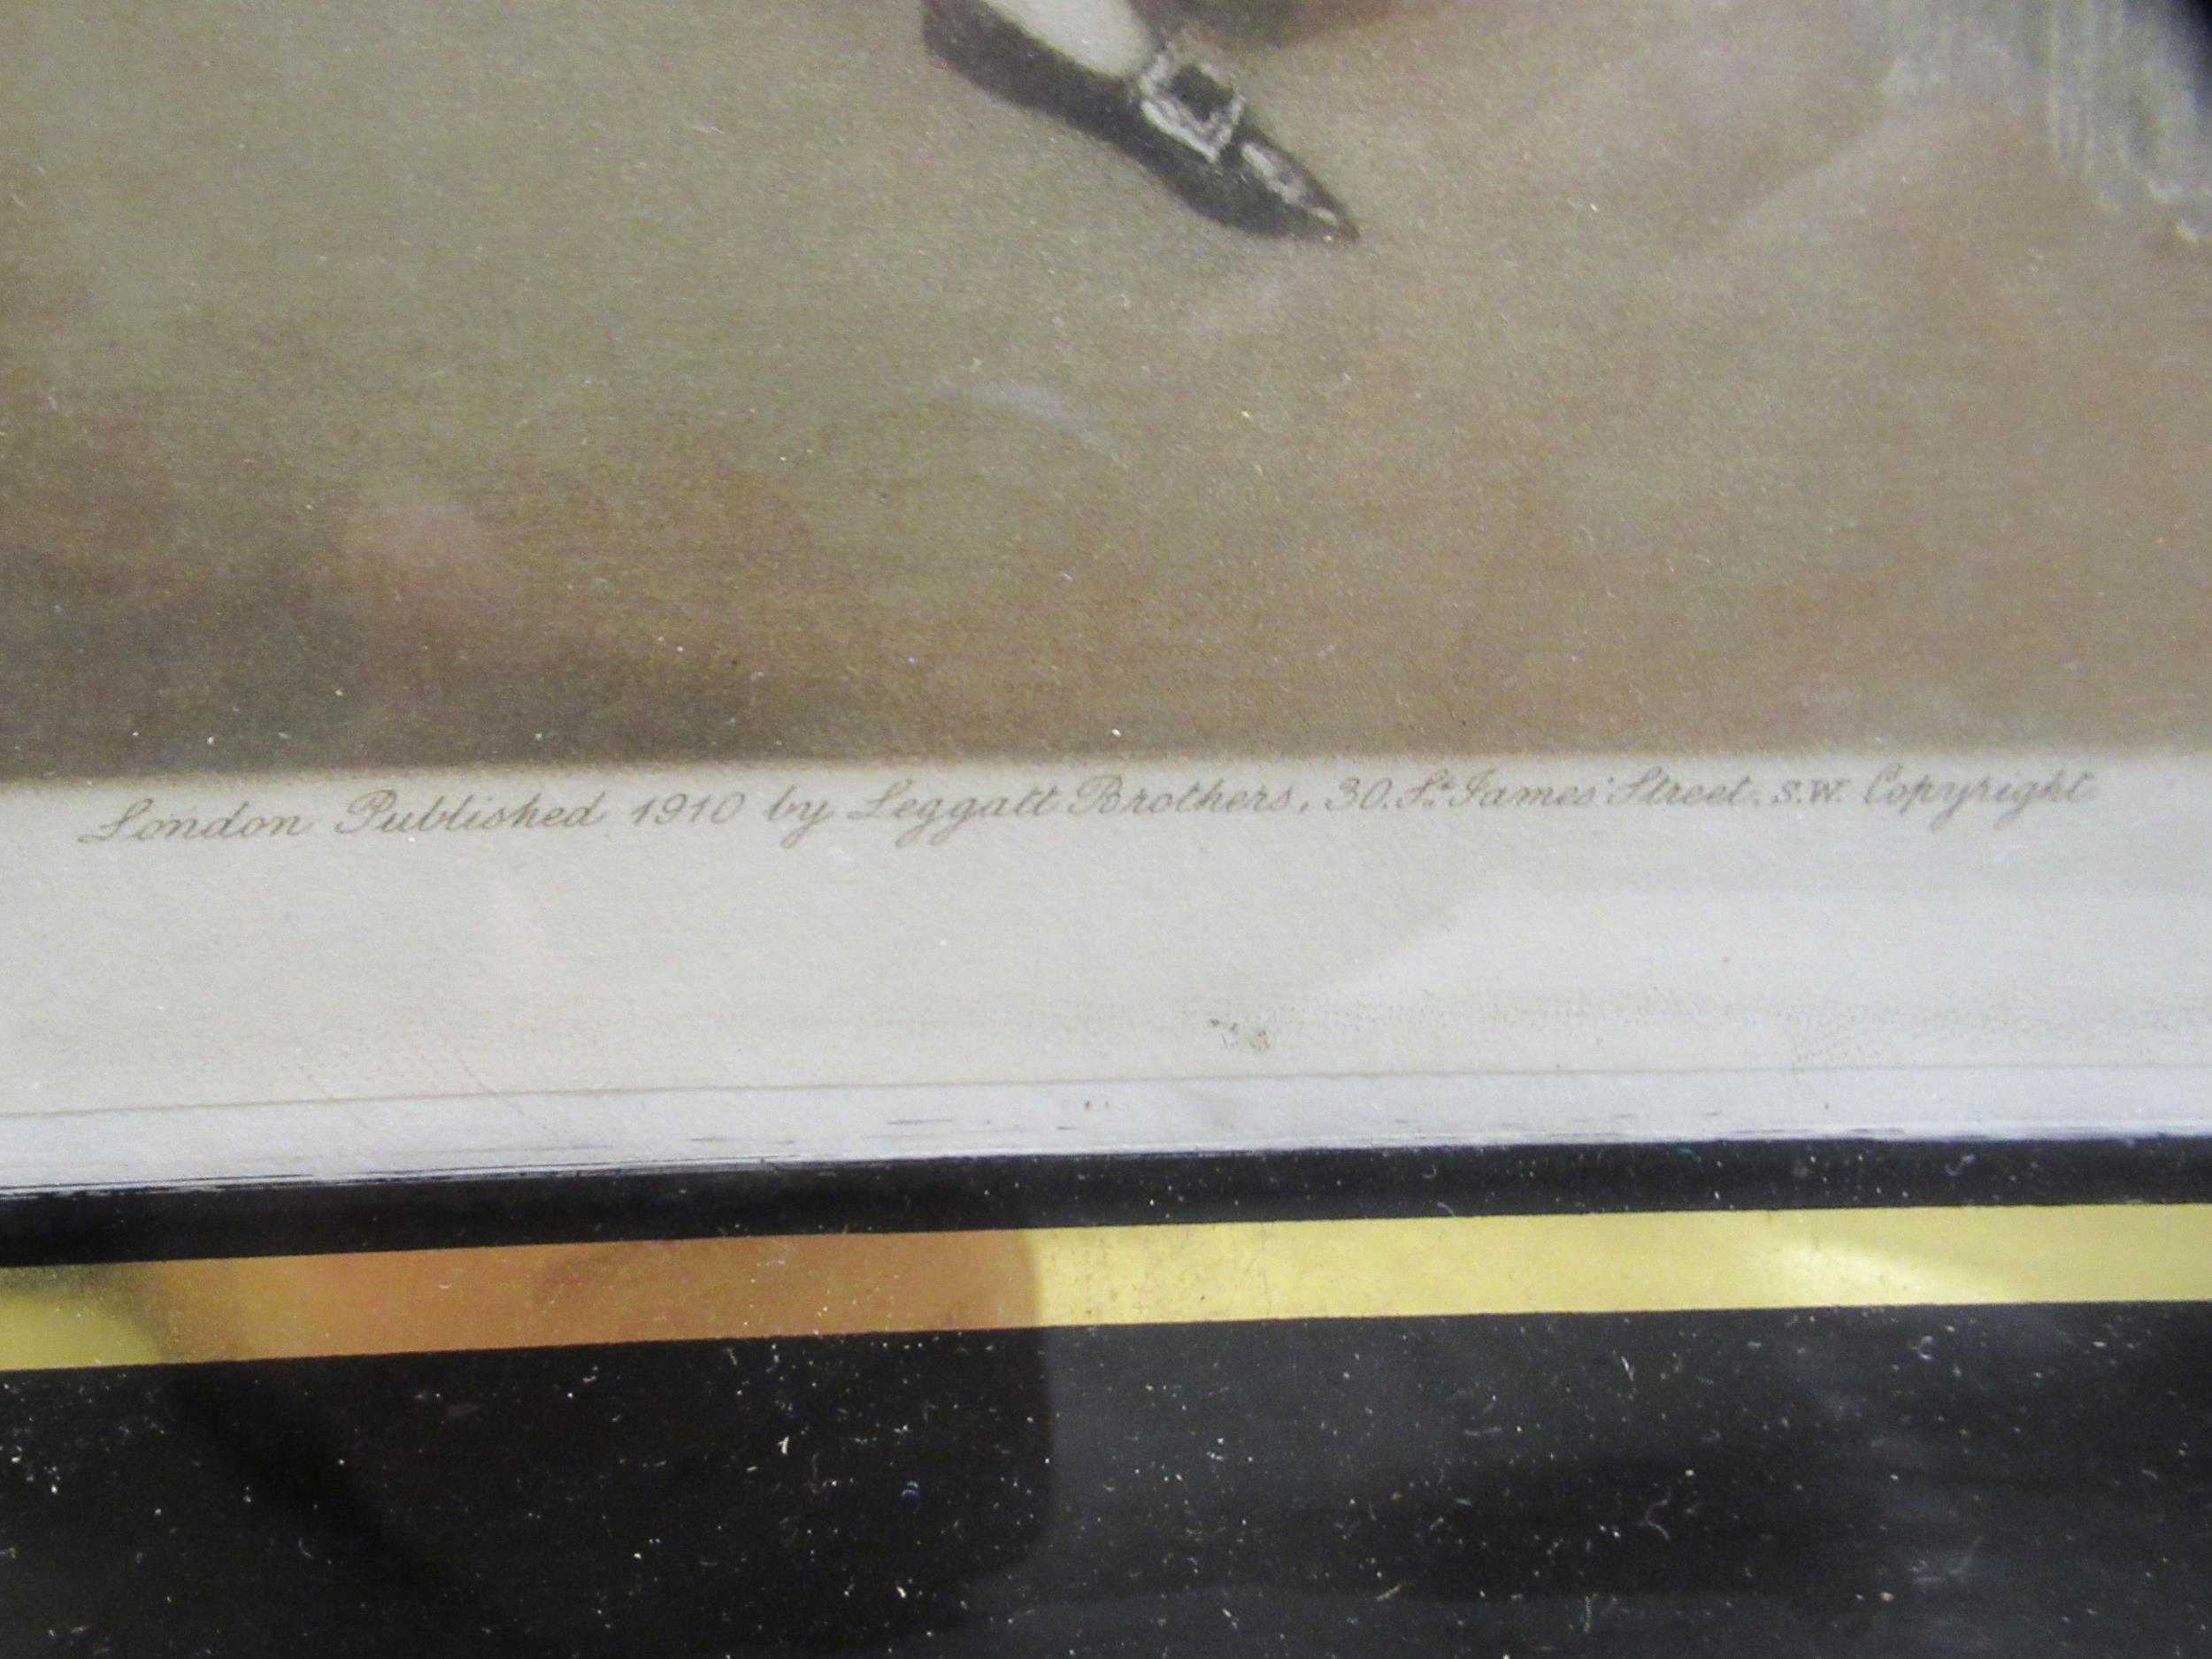 London Published 1910 by Leggatt Brothers, 30. St. James' Street. S.W. Copyright.